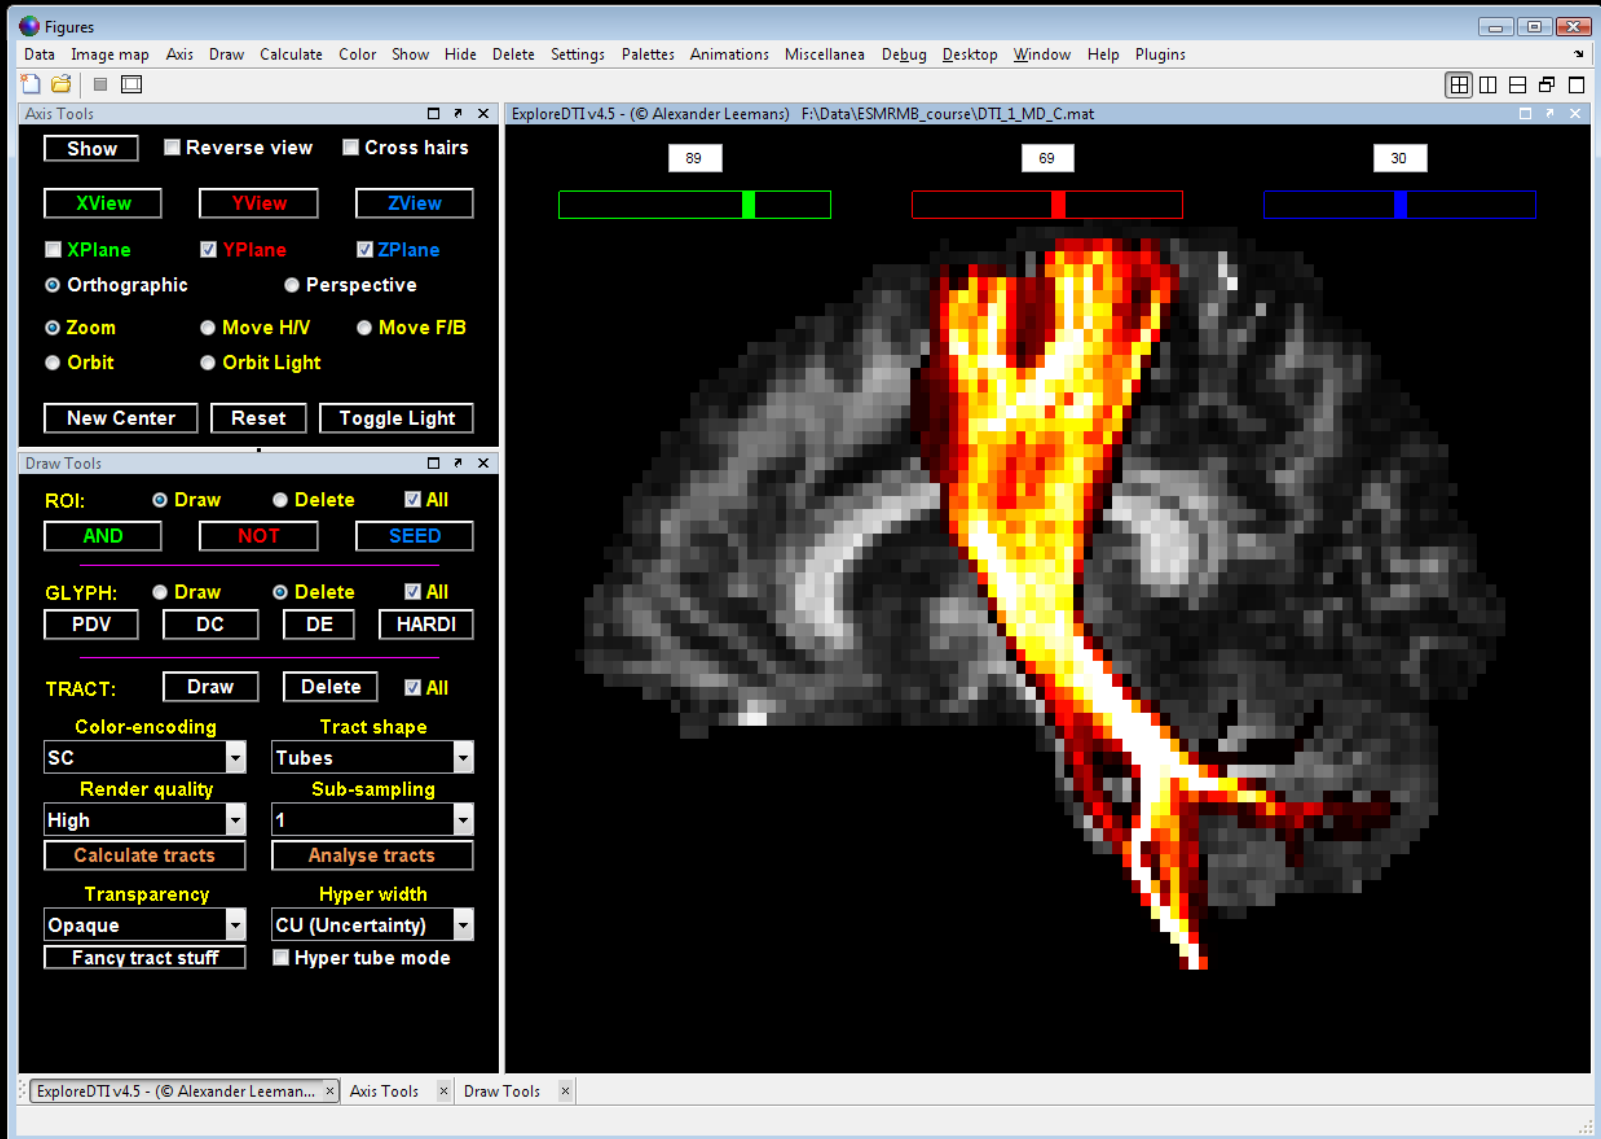 Figures
Data Image map Axis Draw Calculate Color Show Hide Delete Settings Palettes Animations Miscellanea Debug Desktop Window Help Plugins
Axis Tools
Show Reverse view Cross hairs
XView YView ZView
XPlane YPlane ZPlane
Orthographic Perspective
Zoom Move H/V Move F/B
Orbit Orbit Light
New Center Reset Toggle Light
Draw Tools
ROI: Draw Delete All
AND NOT SEED
GLYPH: Draw Delete All
PDV DC DE HARDI
TRACT: Draw Delete All
Color-encoding Tract shape
SC Tubes
Render quality Sub-sampling
High 1
Calculate tracts Analyse tracts
Transparency Hyper width
Opaque CU (Uncertainty)
Fancy tract stuff Hyper tube mode
ExploreDTI v4.5 - (© Alexander Leemans) F:\Data\ESMRMB_course\DTI_1_MD_C.mat
89 69 30
ExploreDTI v4.5 - (© Alexander Leeman... Axis Tools Draw Tools